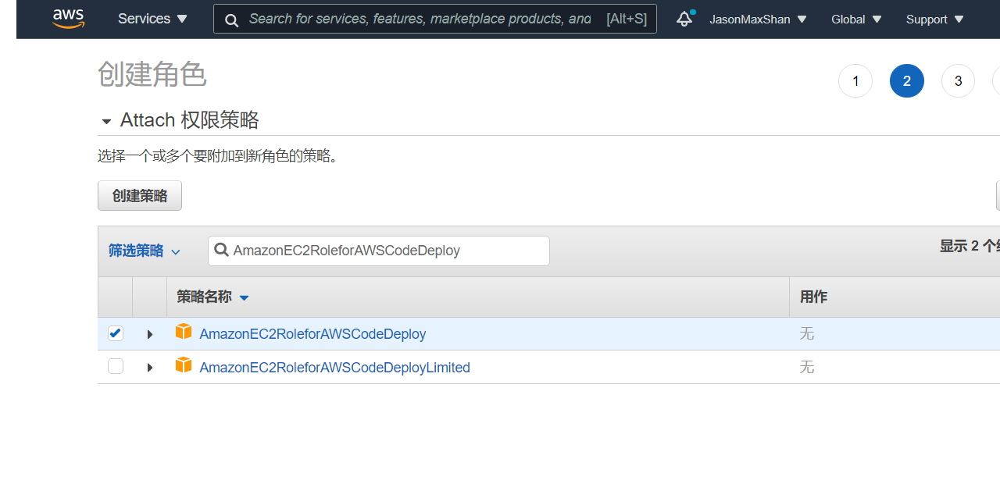 aws Services Search for services, features, marketplace products, and [Alt+S] JasonMaxShan Global Support
创建角色 1 2 3
Attach 权限策略
选择一个或多个要附加到新角色的策略。
创建策略
筛选策略 AmazonEC2RoleforAWSCodeDeploy 显示 2 个
策略名称 用作
AmazonEC2RoleforAWSCodeDeploy 无
AmazonEC2RoleforAWSCodeDeployLimited 无